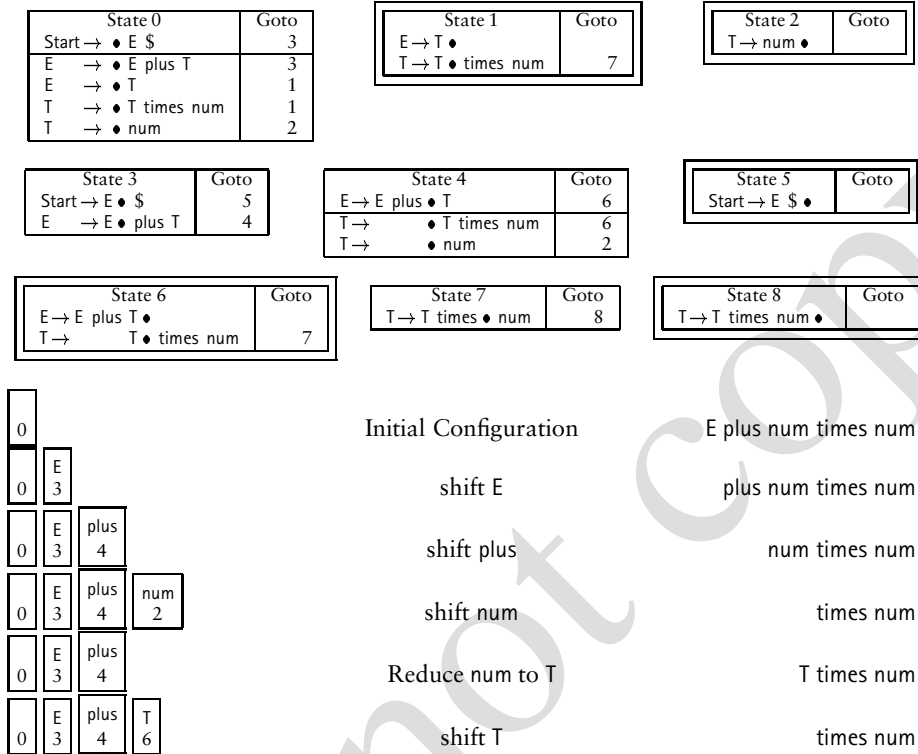 State 0 Goto
Start → • E $ 3
E → • E plus T 3
E → • T 1
T → • T times num 1
T → • num 2
State 1 Goto
E → T •
T → T • times num 7
State 2 Goto
T → num •
State 3 Goto
Start → E • $ 5
E → E • plus T 4
State 4 Goto
E → E plus • T 6
T → • T times num 6
T → • num 2
State 5 Goto
Start → E $ •
State 6 Goto
E → E plus T •
T → T • times num 7
State 7 Goto
T → T times • num 8
State 8 Goto
T → T times num •
0 Initial Configuration E plus num times num
E
0 3 shift E plus num times num
E plus
0 3 4 shift plus num times num
E plus num
0 3 4 2 shift num times num
E plus
0 3 4 Reduce num to T T times num
E plus T
0 3 4 6 shift T times num
not cop